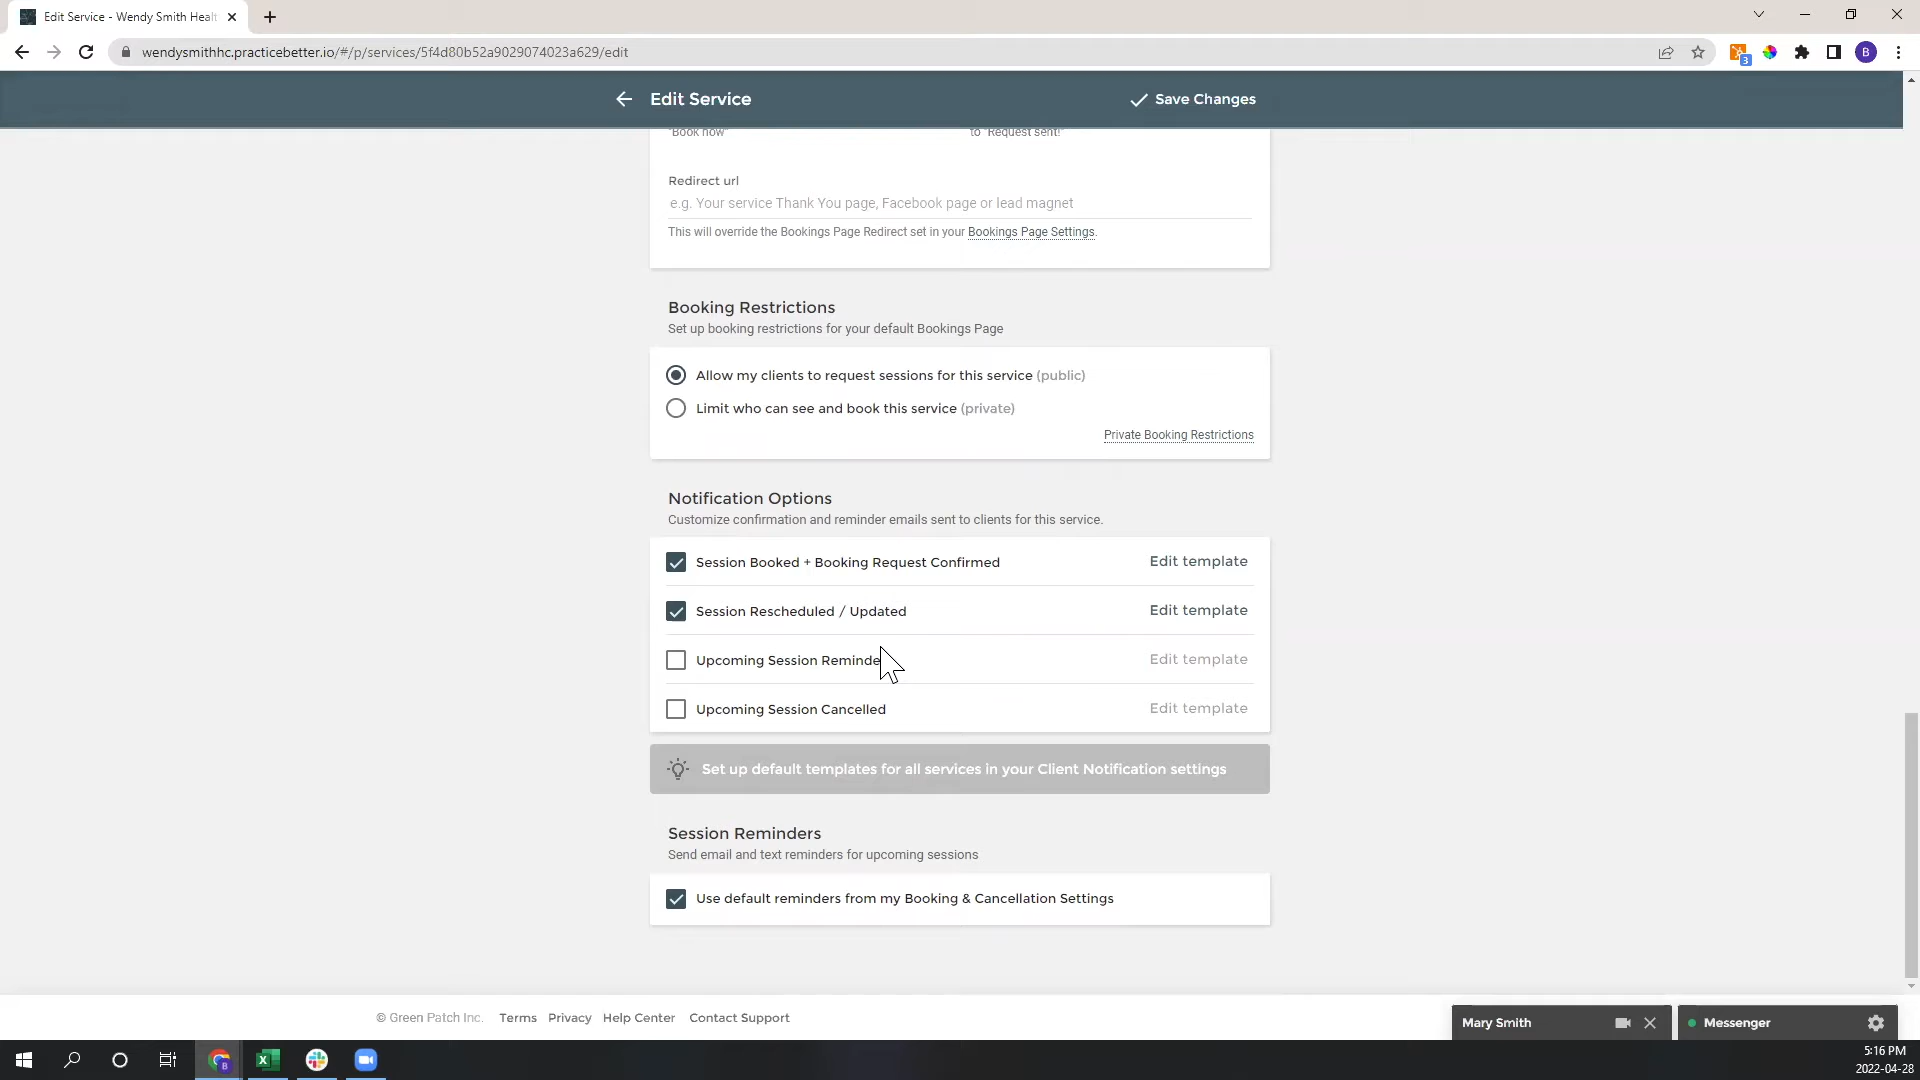 Edit Service - Wendy Smith Healt
wendysmithhc.practicebetter.io/#/p/services/5f4d80b52a9029074023a629/edit
3
B
Edit Service
Save Changes
"Book now"
to "Request sent!"
Redirect url
e.g. Your service Thank You page, Facebook page or lead magnet
This will override the Bookings Page Redirect set in your Bookings Page Settings.
Booking Restrictions
Set up booking restrictions for your default Bookings Page
Allow my clients to request sessions for this service (public)
Limit who can see and book this service (private)
Private Booking Restrictions
Notification Options
Customize confirmation and reminder emails sent to clients for this service.
Session Booked + Booking Request Confirmed
Edit template
Session Rescheduled / Updated
Edit template
Upcoming Session Reminde
Edit template
Upcoming Session Cancelled
Edit template
Set up default templates for all services in your Client Notification settings
Session Reminders
Send email and text reminders for upcoming sessions
Use default reminders from my Booking & Cancellation Settings
© Green Patch Inc. Terms Privacy Help Center Contact Support
Mary Smith
Messenger
5:16 PM
2022-04-28